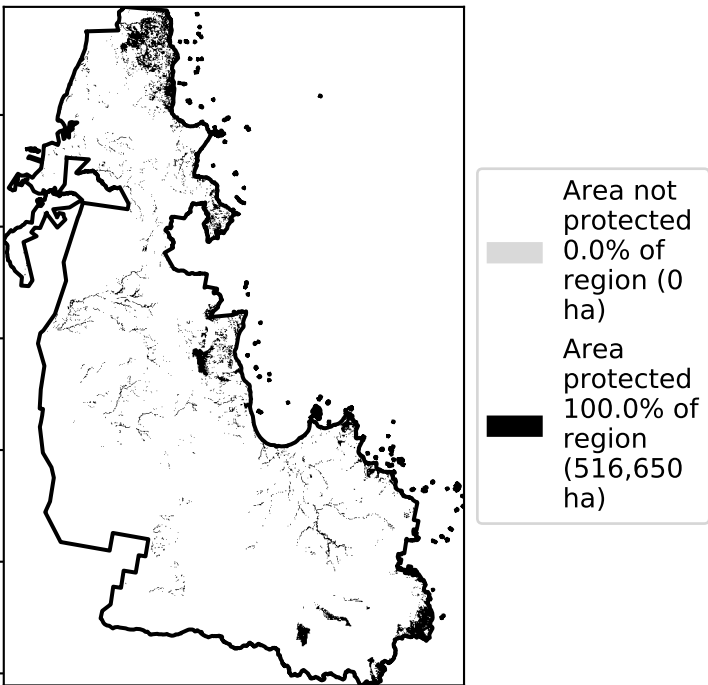 Area not
protected
0.0% of
region (0
ha)
Area
protected
100.0% of
region
(516,650
ha)